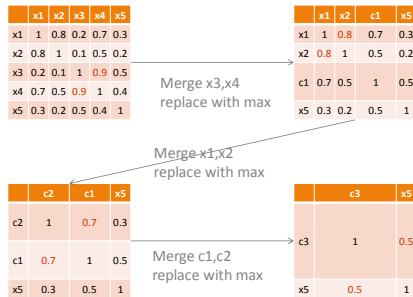 x1 x2 x3 x4 x5
x1 1 0.8 0.2 0.7 0.3
x2 0.8 1 0.1 0.5 0.2
x3 0.2 0.1 1 0.9 0.5
x4 0.7 0.5 0.9 1 0.4
x5 0.3 0.2 0.5 0.4 1
Merge x3,x4
replace with max
x1 x2 c1 x5
x1 1 0.8 0.7 0.3
x2 0.8 1 0.5 0.2
c1 0.7 0.5 1 0.5
x5 0.3 0.2 0.5 1
Merge x1,x2
replace with max
c2 c1 x5
c2 1 0.7 0.3
c1 0.7 1 0.5
x5 0.3 0.5 1
Merge c1,c2
replace with max
c3 x5
c3 1 0.5
x5 0.5 1